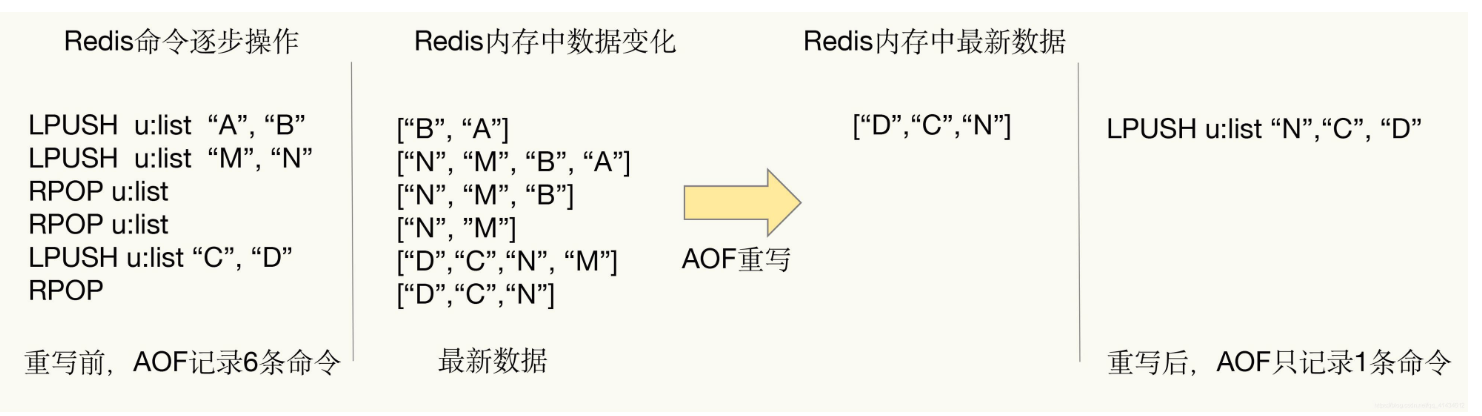 Redis命令逐步操作
LPUSH u:list “A”, “B”
LPUSH u:list “M”, “N”
RPOP u:list
RPOP u:list
LPUSH u:list “C”, “D”
RPOP
重写前，AOF记录6条命令
Redis内存中数据变化
[“B”, “A”]
[“N”, “M”, “B”, “A”]
[“N”, “M”, “B”]
[“N”, ”M”]
[“D”,“C”,“N”, “M”]
[“D”,“C”,“N”]
最新数据
AOF重写
Redis内存中最新数据
[“D”,“C”,“N”]
LPUSH u:list “N”,“C”, “D”
重写后，AOF只记录1条命令